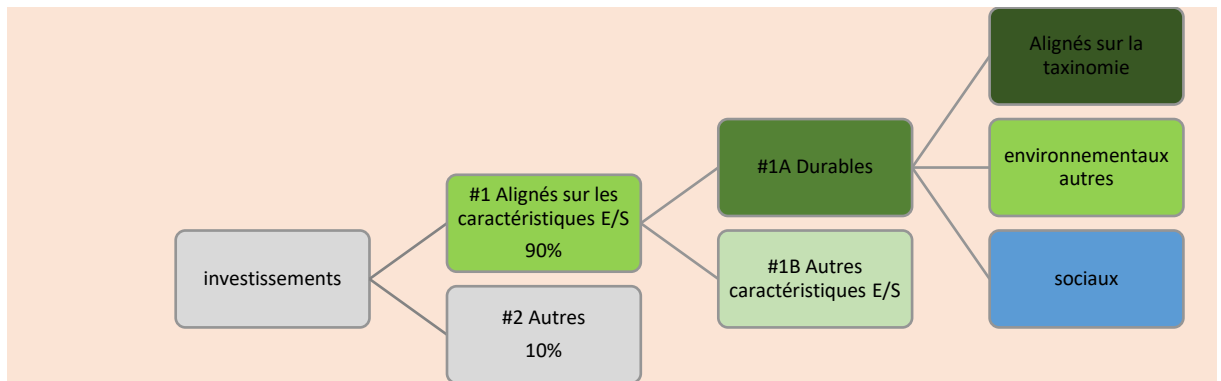 investissements
#1 Alignés sur les
caractéristiques E/S
90%
#2 Autres
10%
#1A Durables
#1B Autres
caractéristiques E/S
Alignés sur la
taxinomie
environnementaux
autres
sociaux